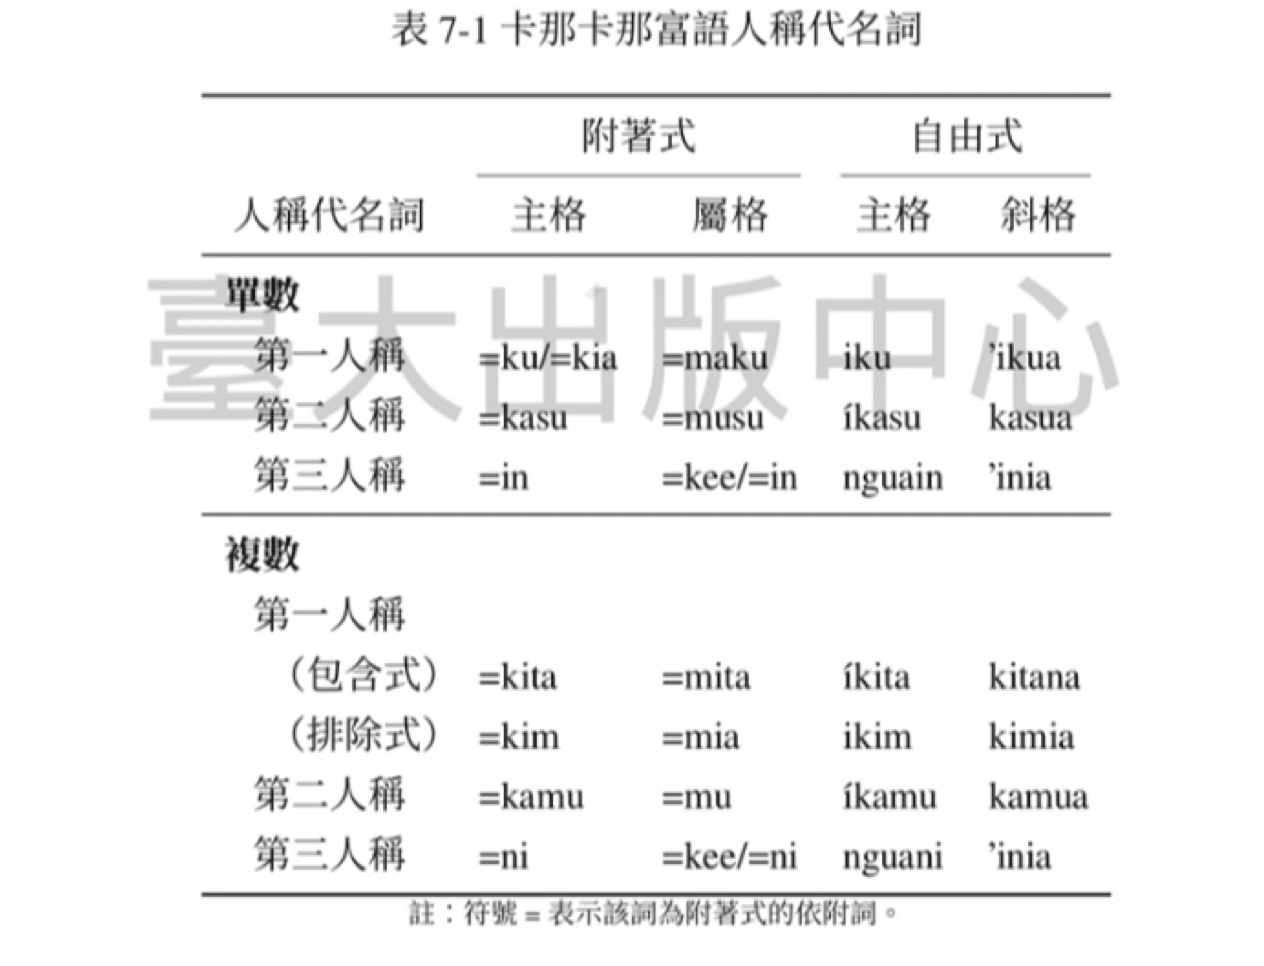 表 7-1 卡那卡那富語人稱代名詞
附著式 自由式
人稱代名詞 主格 屬格 主格 斜格
臺大出版中心
單數
第一人稱 =ku/=kia =maku iku ’ikua
第二人稱 =kasu =musu íkasu kasua
第三人稱 =in =kee/=in nguain ’inia
複數
第一人稱
（包含式） =kita =mita íkita kitana
（排除式） =kim =mia ikim kimia
第二人稱 =kamu =mu íkamu kamua
第三人稱 =ni =kee/=ni nguani ’inia
註：符號 = 表示該詞為附著式的依附詞。